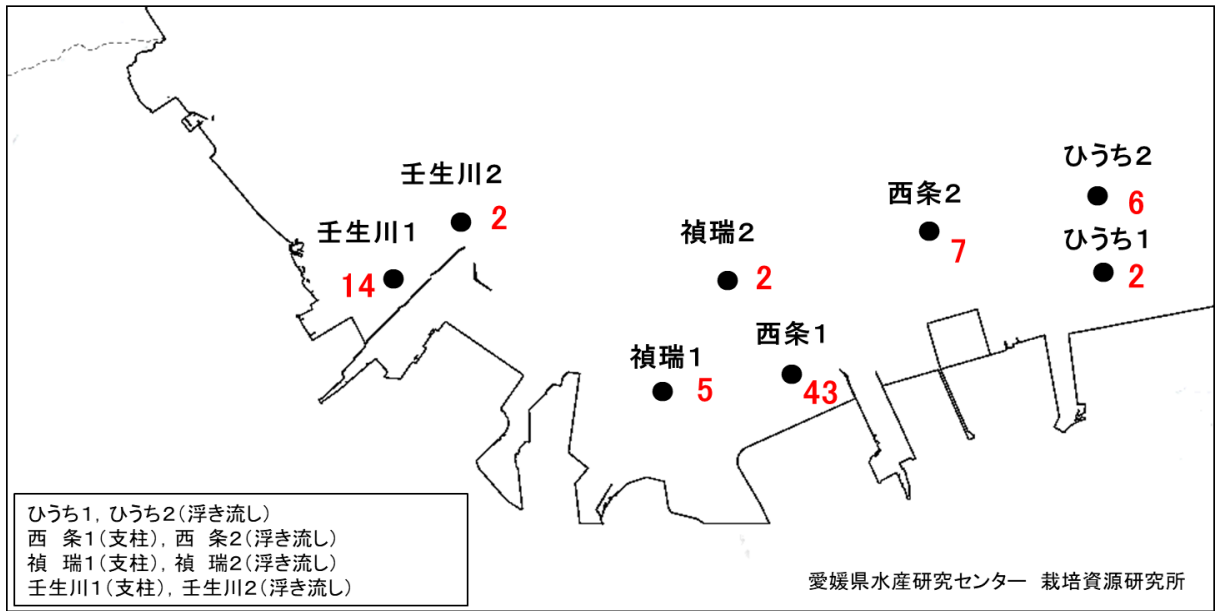 ひうち2
6
壬生川2
2
西条2
7
壬生川1
14
禎瑞2
2
ひうち1
2
西条1
43
禎瑞1
5
ひうち1, ひうち2(浮き流し)
西 条1(支柱), 西 条2(浮き流し)
禎 瑞1(支柱), 禎 瑞2(浮き流し)
壬生川1(支柱), 壬生川2(浮き流し)
愛媛県水産研究センター 栽培資源研究所